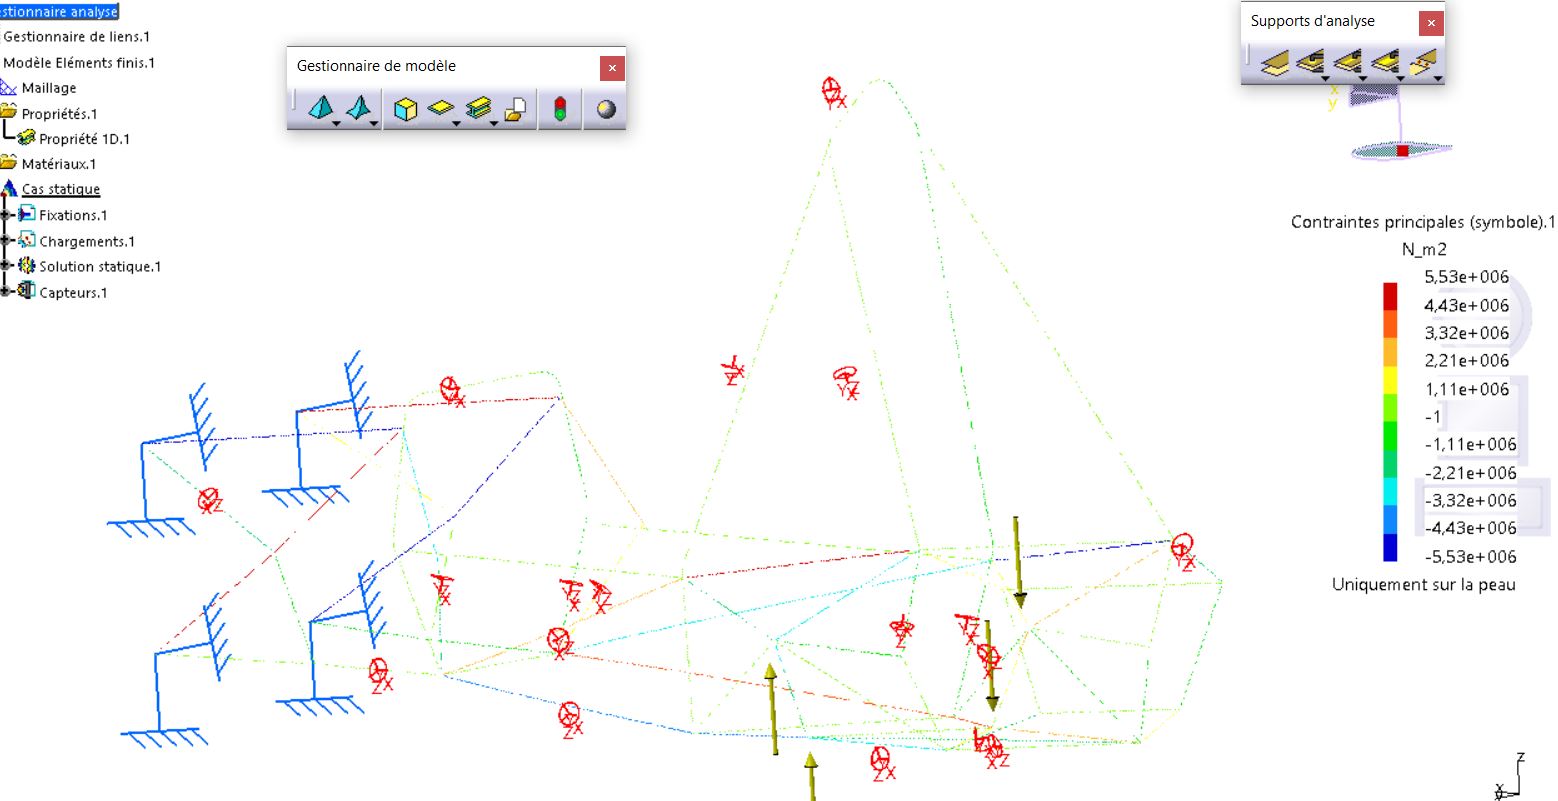 estionnaire analyse
Gestionnaire de liens.1
Modèle Eléments finis.1
Maillage
Propriétés.1
Propriété 1D.1
Matériaux.1
Cas statique
Fixations.1
Chargements.1
Solution statique.1
Capteurs.1
Gestionnaire de modèle
Supports d'analyse
x
y
Contraintes principales (symbole).1
N_m2
5,53e+006
4,43e+006
3,32e+006
2,21e+006
1,11e+006
-1
-1,11e+006
-2,21e+006
-3,32e+006
-4,43e+006
-5,53e+006
Uniquement sur la peau
z